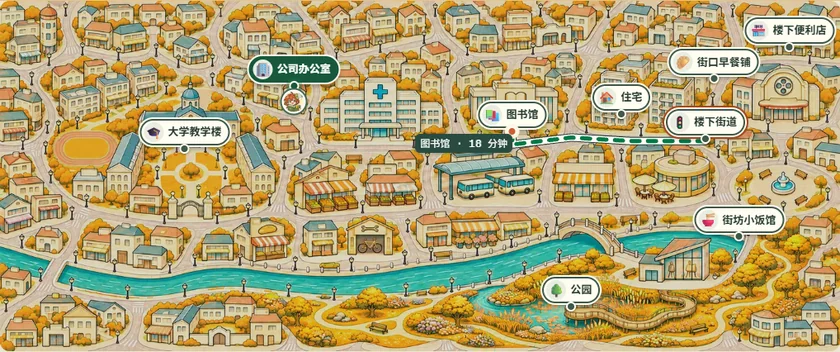 楼下便利店
街口早餐铺
公司办公室
住宅
图书馆
楼下街道
大学教学楼
图书馆 · 18 分钟
街坊小饭馆
公园